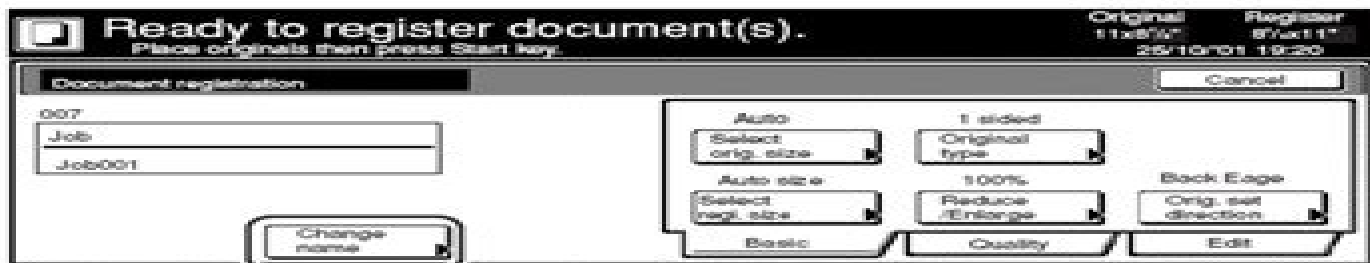 Ready to register document(s).
Place originals then press Start key.
Original Register
11x8½" 8½x11"
25/10/'01 19:20
Document registration
Cancel
007
Job
Job001
Change
name
Auto
Select
orig. size
1 sided
Original
type
Auto size
Select
regi. size
100%
Reduce
/Enlarge
Back Eage
Orig. set
direction
Basic
Quality
Edit